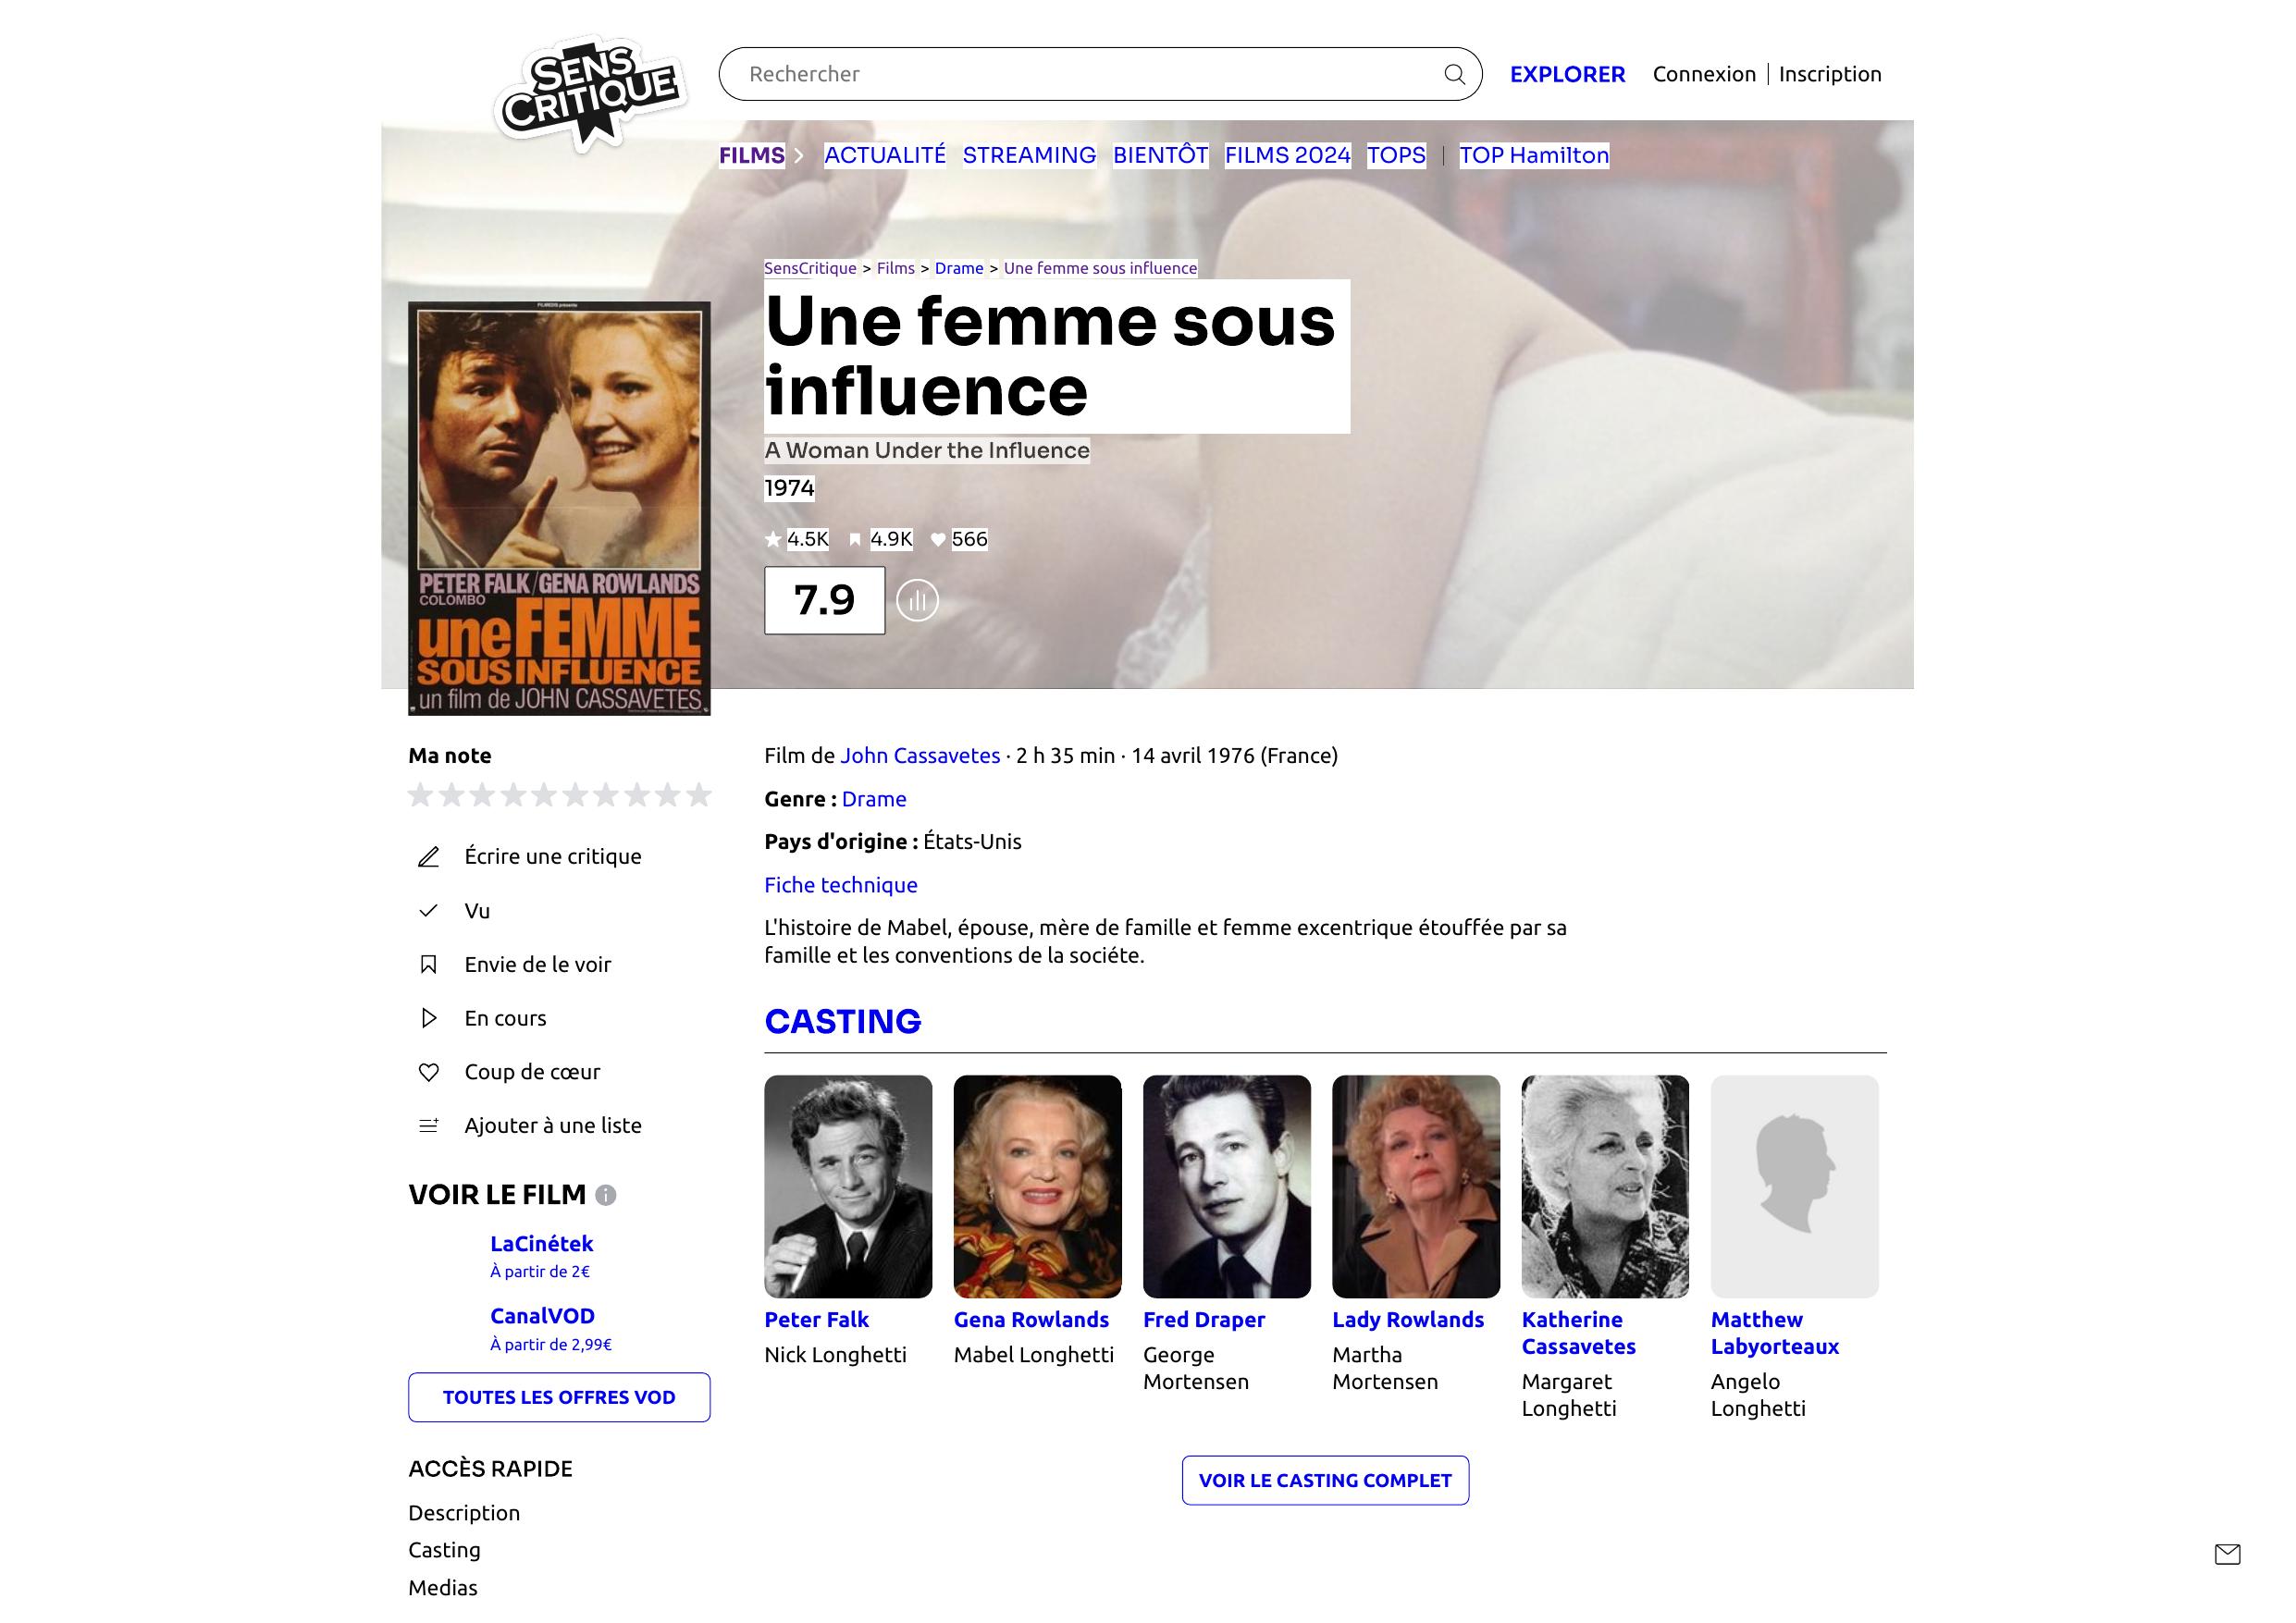 SENS
CRITIQUE
Rechercher
EXPLORER
Connexion | Inscription
FILMS
ACTUALITÉ STREAMING BIENTÔT FILMS 2024 TOPS | TOP Hamilton
SensCritique > Films > Drame > Une femme sous influence
Une femme sous
influence
A Woman Under the Influence
1974
4.5K 4.9K 566
7.9
PETER FALK/GENA ROWLANDS
COLOMBO
une FEMME
SOUS INFLUENCE
un film de JOHN CASSAVETES
Ma note
Écrire une critique
Vu
Envie de le voir
En cours
Coup de cœur
Ajouter à une liste
VOIR LE FILM
LaCinétek
À partir de 2€
CanalVOD
À partir de 2,99€
TOUTES LES OFFRES VOD
ACCÈS RAPIDE
Description
Casting
Medias
Film de John Cassavetes · 2 h 35 min · 14 avril 1976 (France)
Genre : Drame
Pays d'origine : États-Unis
Fiche technique
L'histoire de Mabel, épouse, mère de famille et femme excentrique étouffée par sa
famille et les conventions de la sociéte.
CASTING
Peter Falk
Nick Longhetti
Gena Rowlands
Mabel Longhetti
Fred Draper
George
Mortensen
Lady Rowlands
Martha
Mortensen
Katherine
Cassavetes
Margaret
Longhetti
Matthew
Labyorteaux
Angelo
Longhetti
VOIR LE CASTING COMPLET